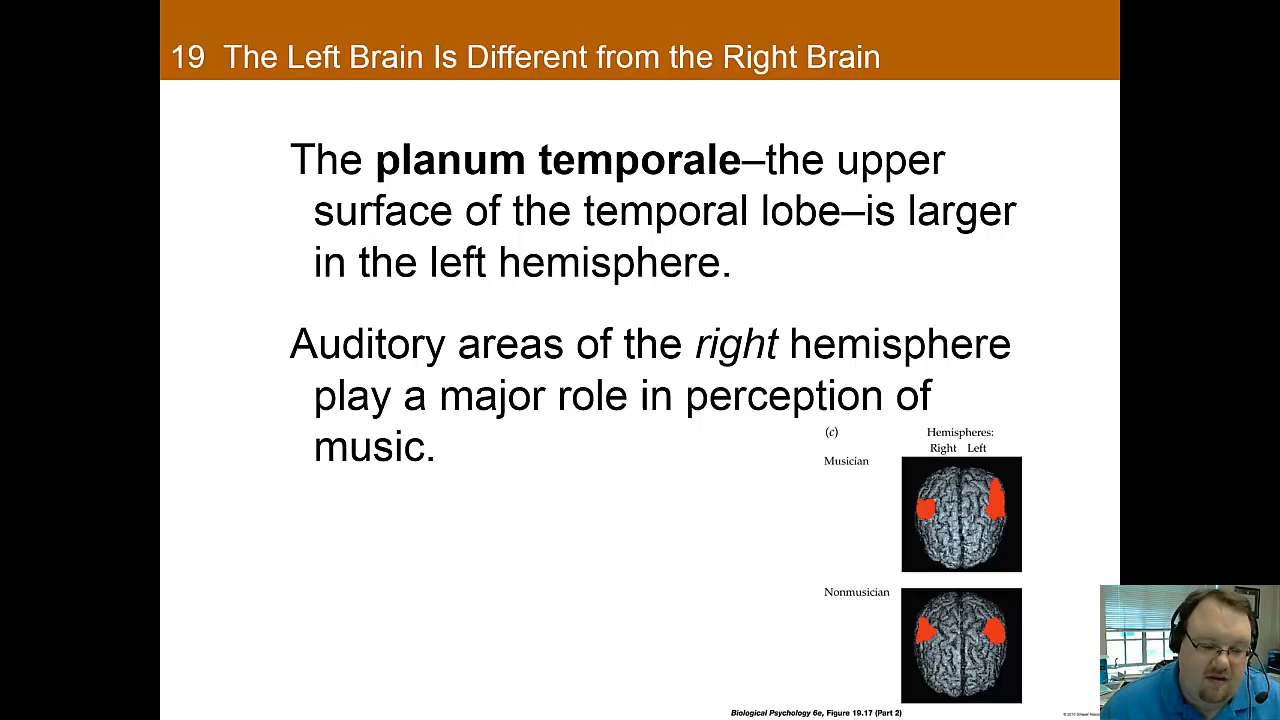 19 The Left Brain Is Different from the Right Brain
The planum temporale–the upper
surface of the temporal lobe–is larger
in the left hemisphere.
Auditory areas of the right hemisphere
play a major role in perception of
music.
(c)
Hemispheres:
Right Left
Musician
Nonmusician
Biological Psychology 6e, Figure 19.17 (Part 2)